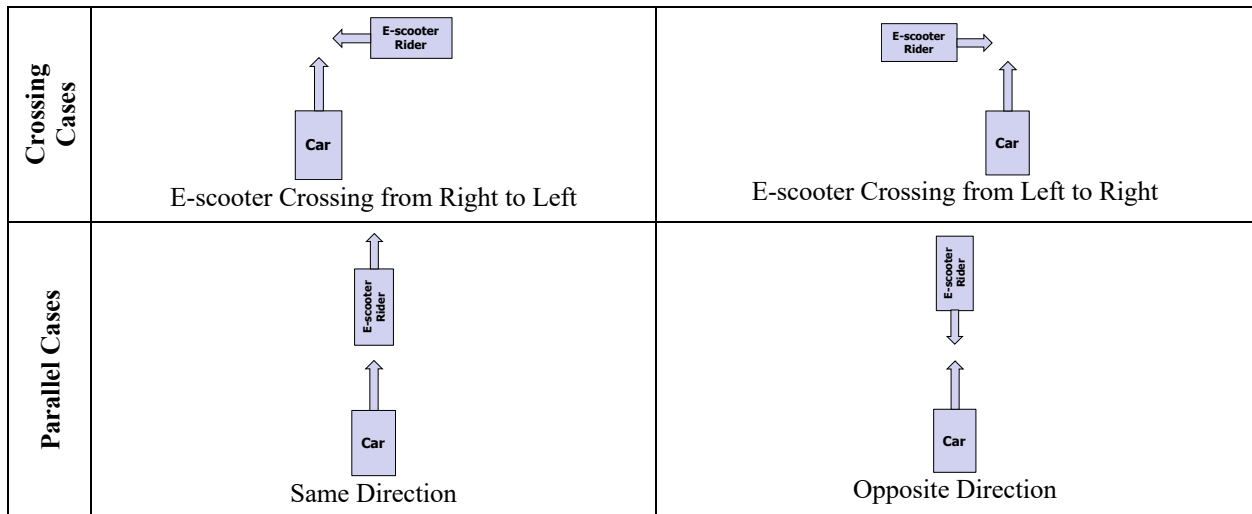 Crossing
Cases
E-scooter
Rider
Car
E-scooter Crossing from Right to Left
E-scooter
Rider
Car
E-scooter Crossing from Left to Right
Parallel Cases
E-scooter
Rider
Car
Same Direction
E-scooter
Rider
Car
Opposite Direction